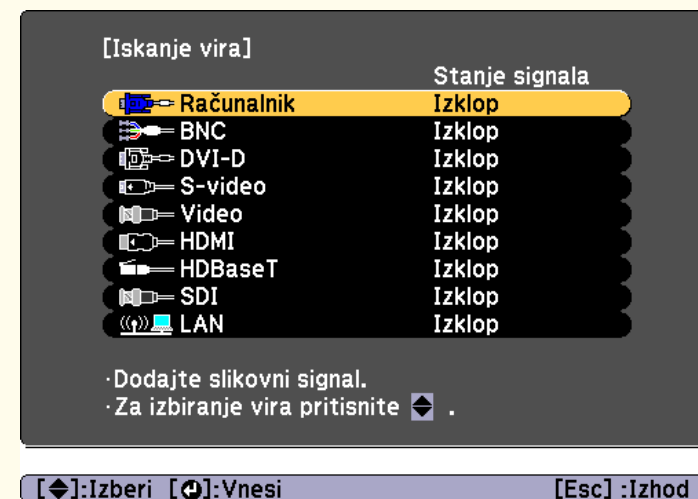 [Iskanje vira]
Stanje signala
Računalnik Izklop
BNC Izklop
DVI-D Izklop
S-video Izklop
Video Izklop
HDMI Izklop
HDBaseT Izklop
SDI Izklop
LAN Izklop
·Dodajte slikovni signal.
·Za izbiranje vira pritisnite ◆ .
[◆]:Izberi [⏎]:Vnesi [Esc] :Izhod